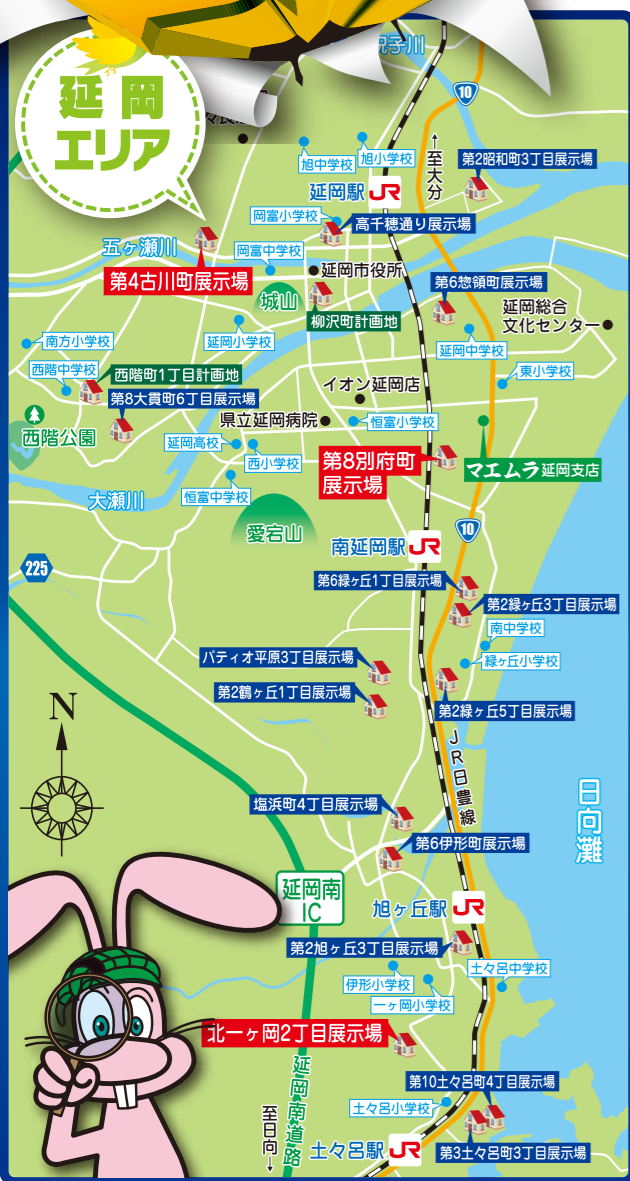 祝子川
延岡
エリア
10
↑至大分
旭中学校
旭小学校
第2昭和町3丁目展示場
延岡駅 JR
岡富小学校
高千穂通り展示場
五ヶ瀬川
岡富中学校
第4古川町展示場
延岡市役所
城山
第6惣領町展示場
柳沢町計画地
延岡総合
文化センター
延岡小学校
南方小学校
延岡中学校
西階中学校
西階町1丁目計画地
イオン延岡店
東小学校
第8大貫町6丁目展示場
西階公園
県立延岡病院
恒富小学校
延岡高校
西小学校
第8別府町
展示場
マエムラ延岡支店
大瀬川
恒富中学校
愛宕山
10
南延岡駅 JR
225
第6緑ヶ丘1丁目展示場
第2緑ヶ丘3丁目展示場
南中学校
パティオ平原3丁目展示場
緑ヶ丘小学校
第2鶴ヶ丘1丁目展示場
N
第2緑ヶ丘5丁目展示場
JR日豊線
日向灘
塩浜町4丁目展示場
第6伊形町展示場
延岡南
IC
旭ヶ丘駅 JR
第2旭ヶ丘3丁目展示場
土々呂中学校
伊形小学校
一ヶ岡小学校
北一ヶ岡2丁目展示場
延岡南道路
第10土々呂町4丁目展示場
土々呂小学校
至日向↓
土々呂駅 JR
第3土々呂町3丁目展示場